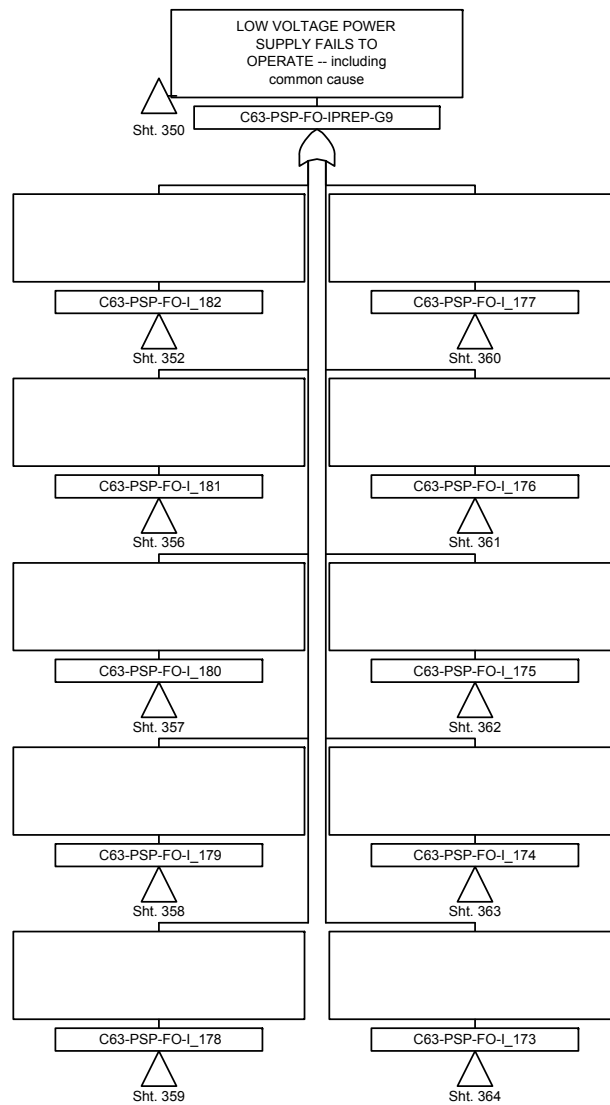 LOW VOLTAGE POWER
SUPPLY FAILS TO
OPERATE -- including
common cause
Sht. 350
C63-PSP-FO-IPREP-G9
C63-PSP-FO-I_182
Sht. 352
C63-PSP-FO-I_177
Sht. 360
C63-PSP-FO-I_181
Sht. 356
C63-PSP-FO-I_176
Sht. 361
C63-PSP-FO-I_180
Sht. 357
C63-PSP-FO-I_175
Sht. 362
C63-PSP-FO-I_179
Sht. 358
C63-PSP-FO-I_174
Sht. 363
C63-PSP-FO-I_178
Sht. 359
C63-PSP-FO-I_173
Sht. 364